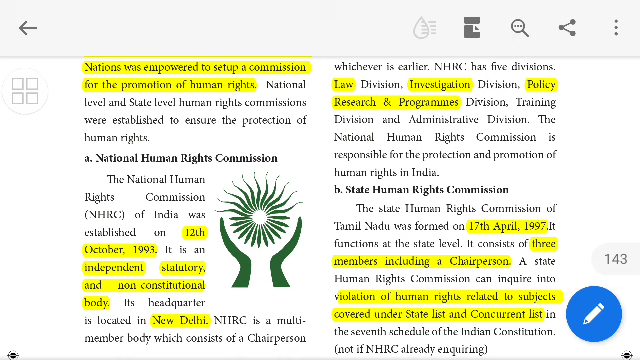 Nations was empowered to setup a commission
for the promotion of human rights. National
level and State level human rights commissions
were established to ensure the protection of
human rights.
a. National Human Rights Commission
The National Human
Rights Commission
(NHRC) of India was
established on 12th
October, 1993. It is an
independent statutory,
and non constitutional
body. Its headquarter
is located in New Delhi. NHRC is a multi-
member body which consists of a Chairperson
whichever is earlier. NHRC has five divisions.
Law Division, Investigation Division, Policy
Research & Programmes Division, Training
Division and Administrative Division. The
National Human Rights Commission is
responsible for the protection and promotion of
human rights in India.
b. State Human Rights Commission
The state Human Rights Commission of
Tamil Nadu was formed on 17th April, 1997.It
functions at the state level. It consists of three
members including a Chairperson. A state
Human Rights Commission can inquire into
violation of human rights related to subjects
covered under State list and Concurrent list in
the seventh schedule of the Indian Constitution.
(not if NHRC already enquiring)
143